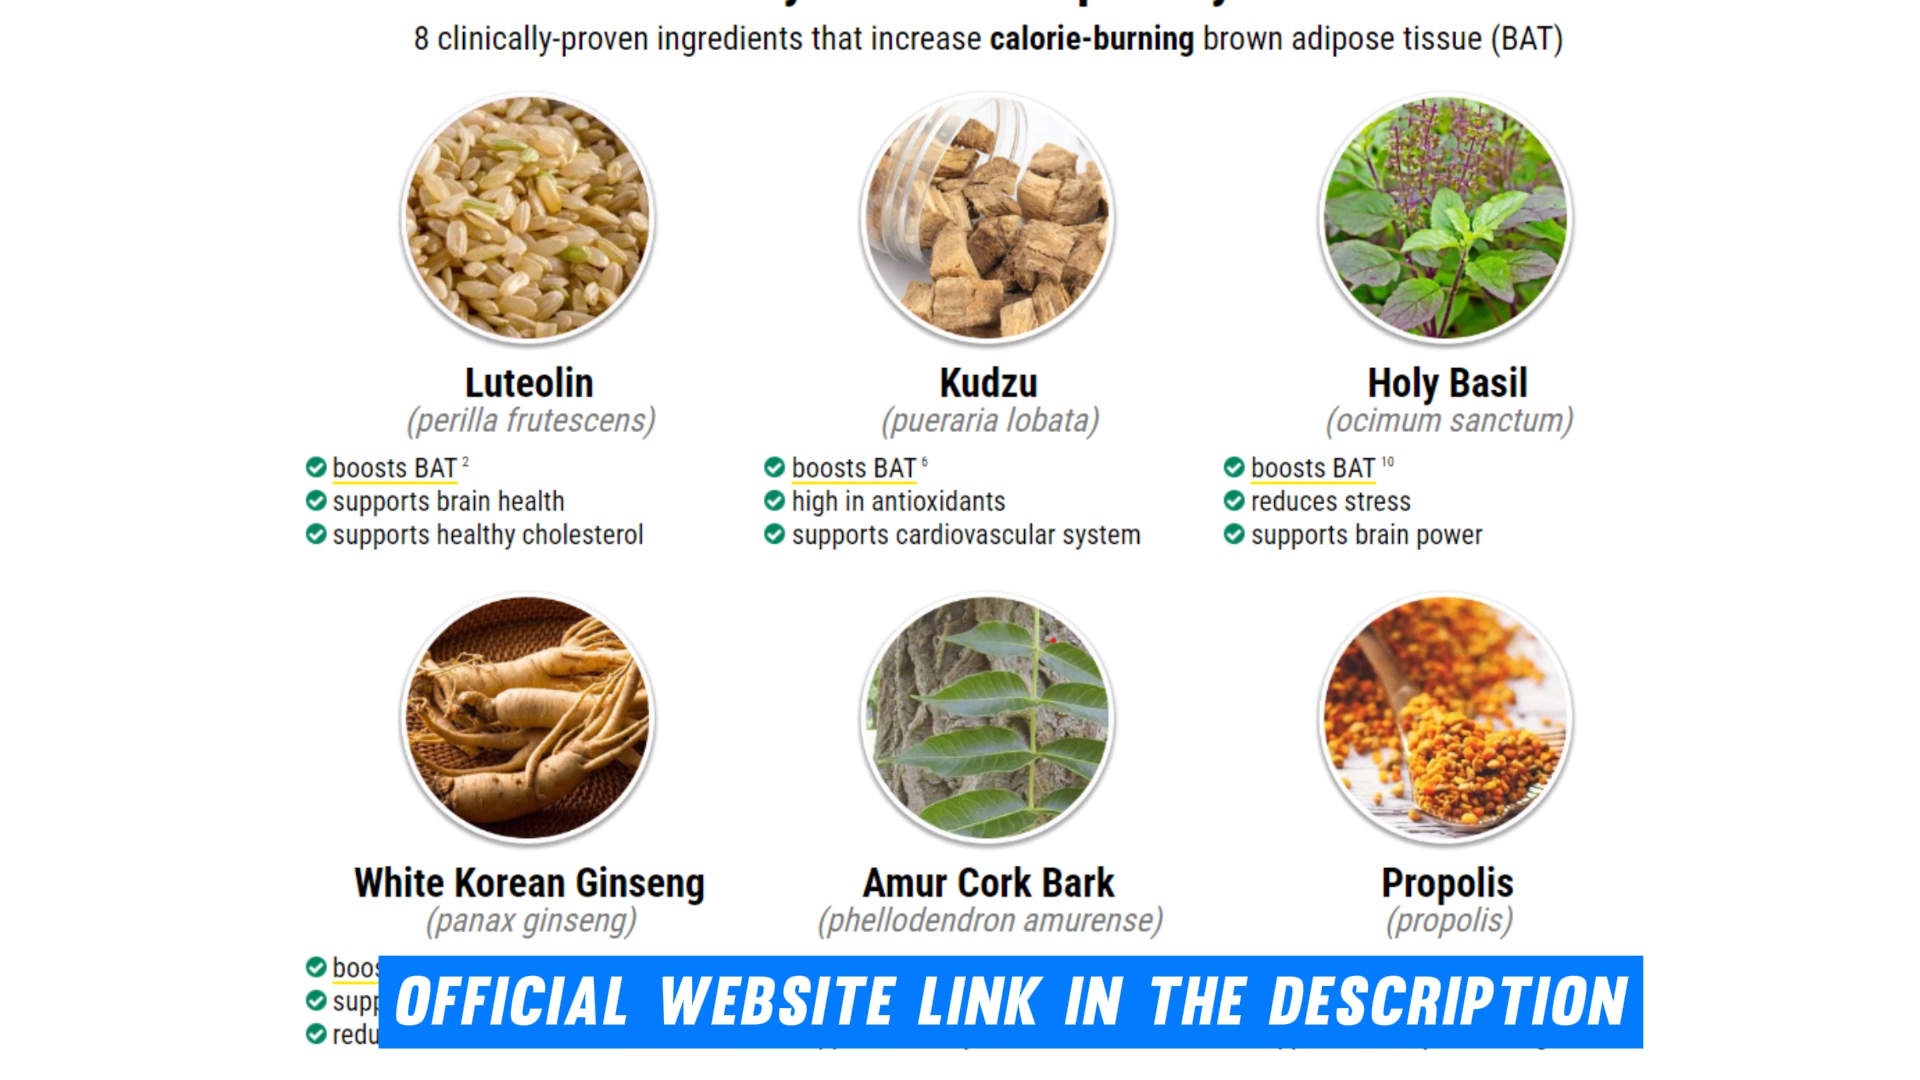 8 clinically-proven ingredients that increase calorie-burning brown adipose tissue (BAT)
Luteolin
(perilla frutescens)
boosts BAT 2
supports brain health
supports healthy cholesterol
Kudzu
(pueraria lobata)
boosts BAT 6
high in antioxidants
supports cardiovascular system
Holy Basil
(ocimum sanctum)
boosts BAT 10
reduces stress
supports brain power
White Korean Ginseng
(panax ginseng)
Amur Cork Bark
(phellodendron amurense)
Propolis
(propolis)
OFFICIAL WEBSITE LINK IN THE DESCRIPTION